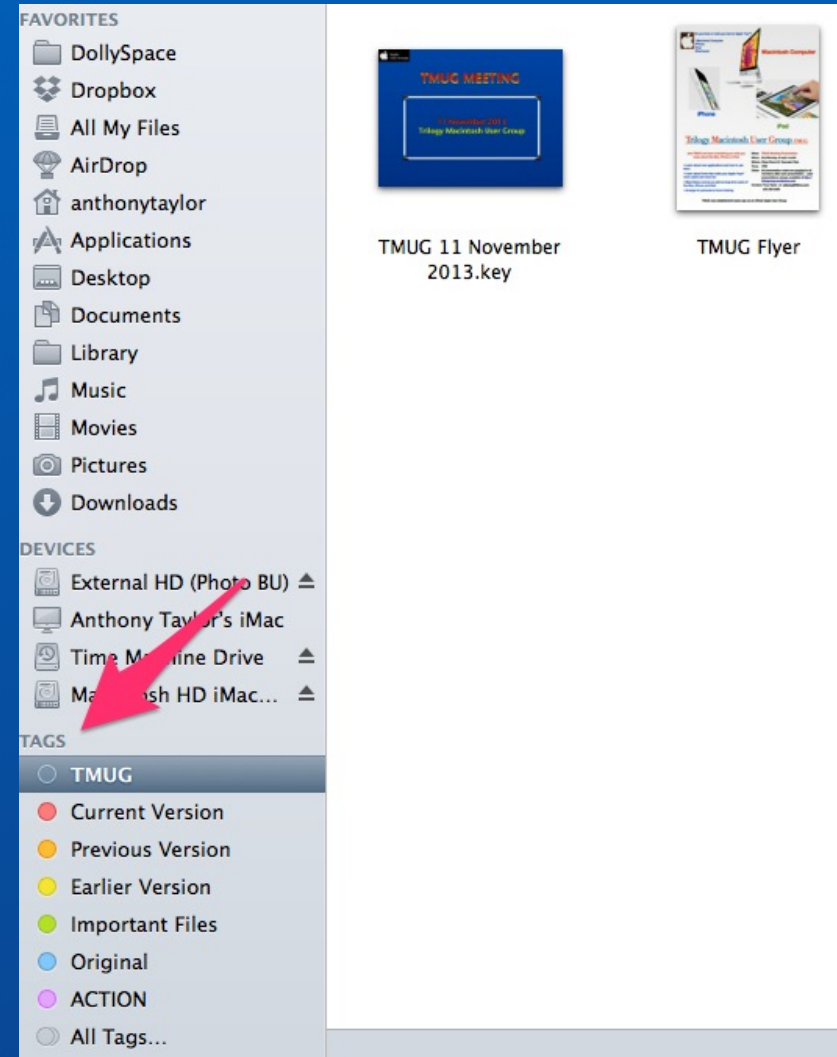 FAVORITES
DollySpace
Dropbox
All My Files
AirDrop
anthonytaylor
Applications
Desktop
Documents
Library
Music
Movies
Pictures
Downloads
DEVICES
External HD (Photo BU)
Anthony Taylor's iMac
Time Machine Drive
Macintosh HD iMac...
TAGS
TMUG
Current Version
Previous Version
Earlier Version
Important Files
Original
ACTION
All Tags...
TMUG MEETING
11 November 2013
Trilogy Macintosh User Group
TMUG 11 November
2013.key
Macintosh Computer
iPhone
iPad
Trilogy Macintosh User Group
TMUG Flyer